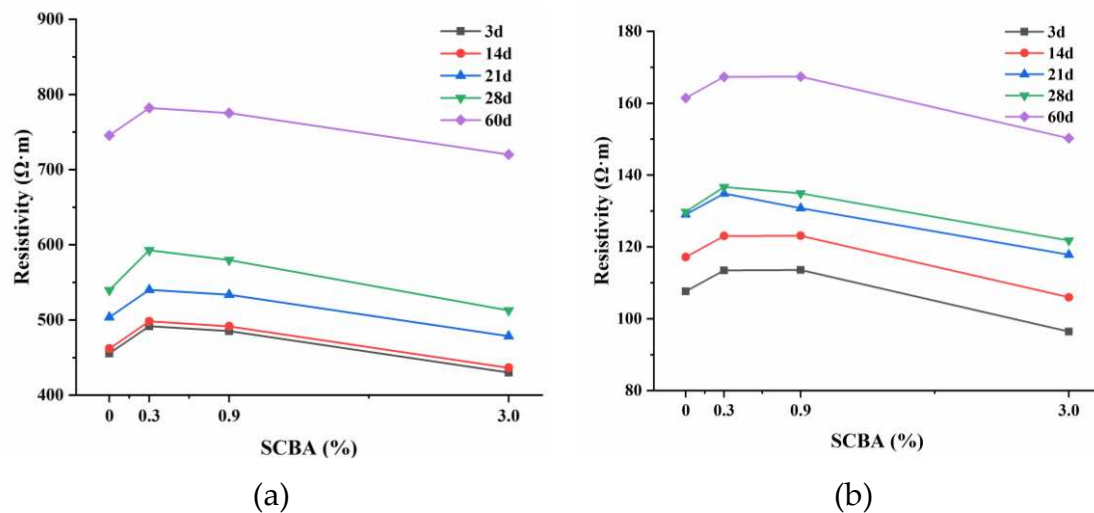 900
800
700
600
500
400
Resistivity (Ω·m)
3d
14d
21d
28d
60d
0
0.3
0.9
3.0
SCBA (%)
(a)
180
160
140
120
100
80
Resistivity (Ω·m)
3d
14d
21d
28d
60d
0
0.3
0.9
3.0
SCBA (%)
(b)